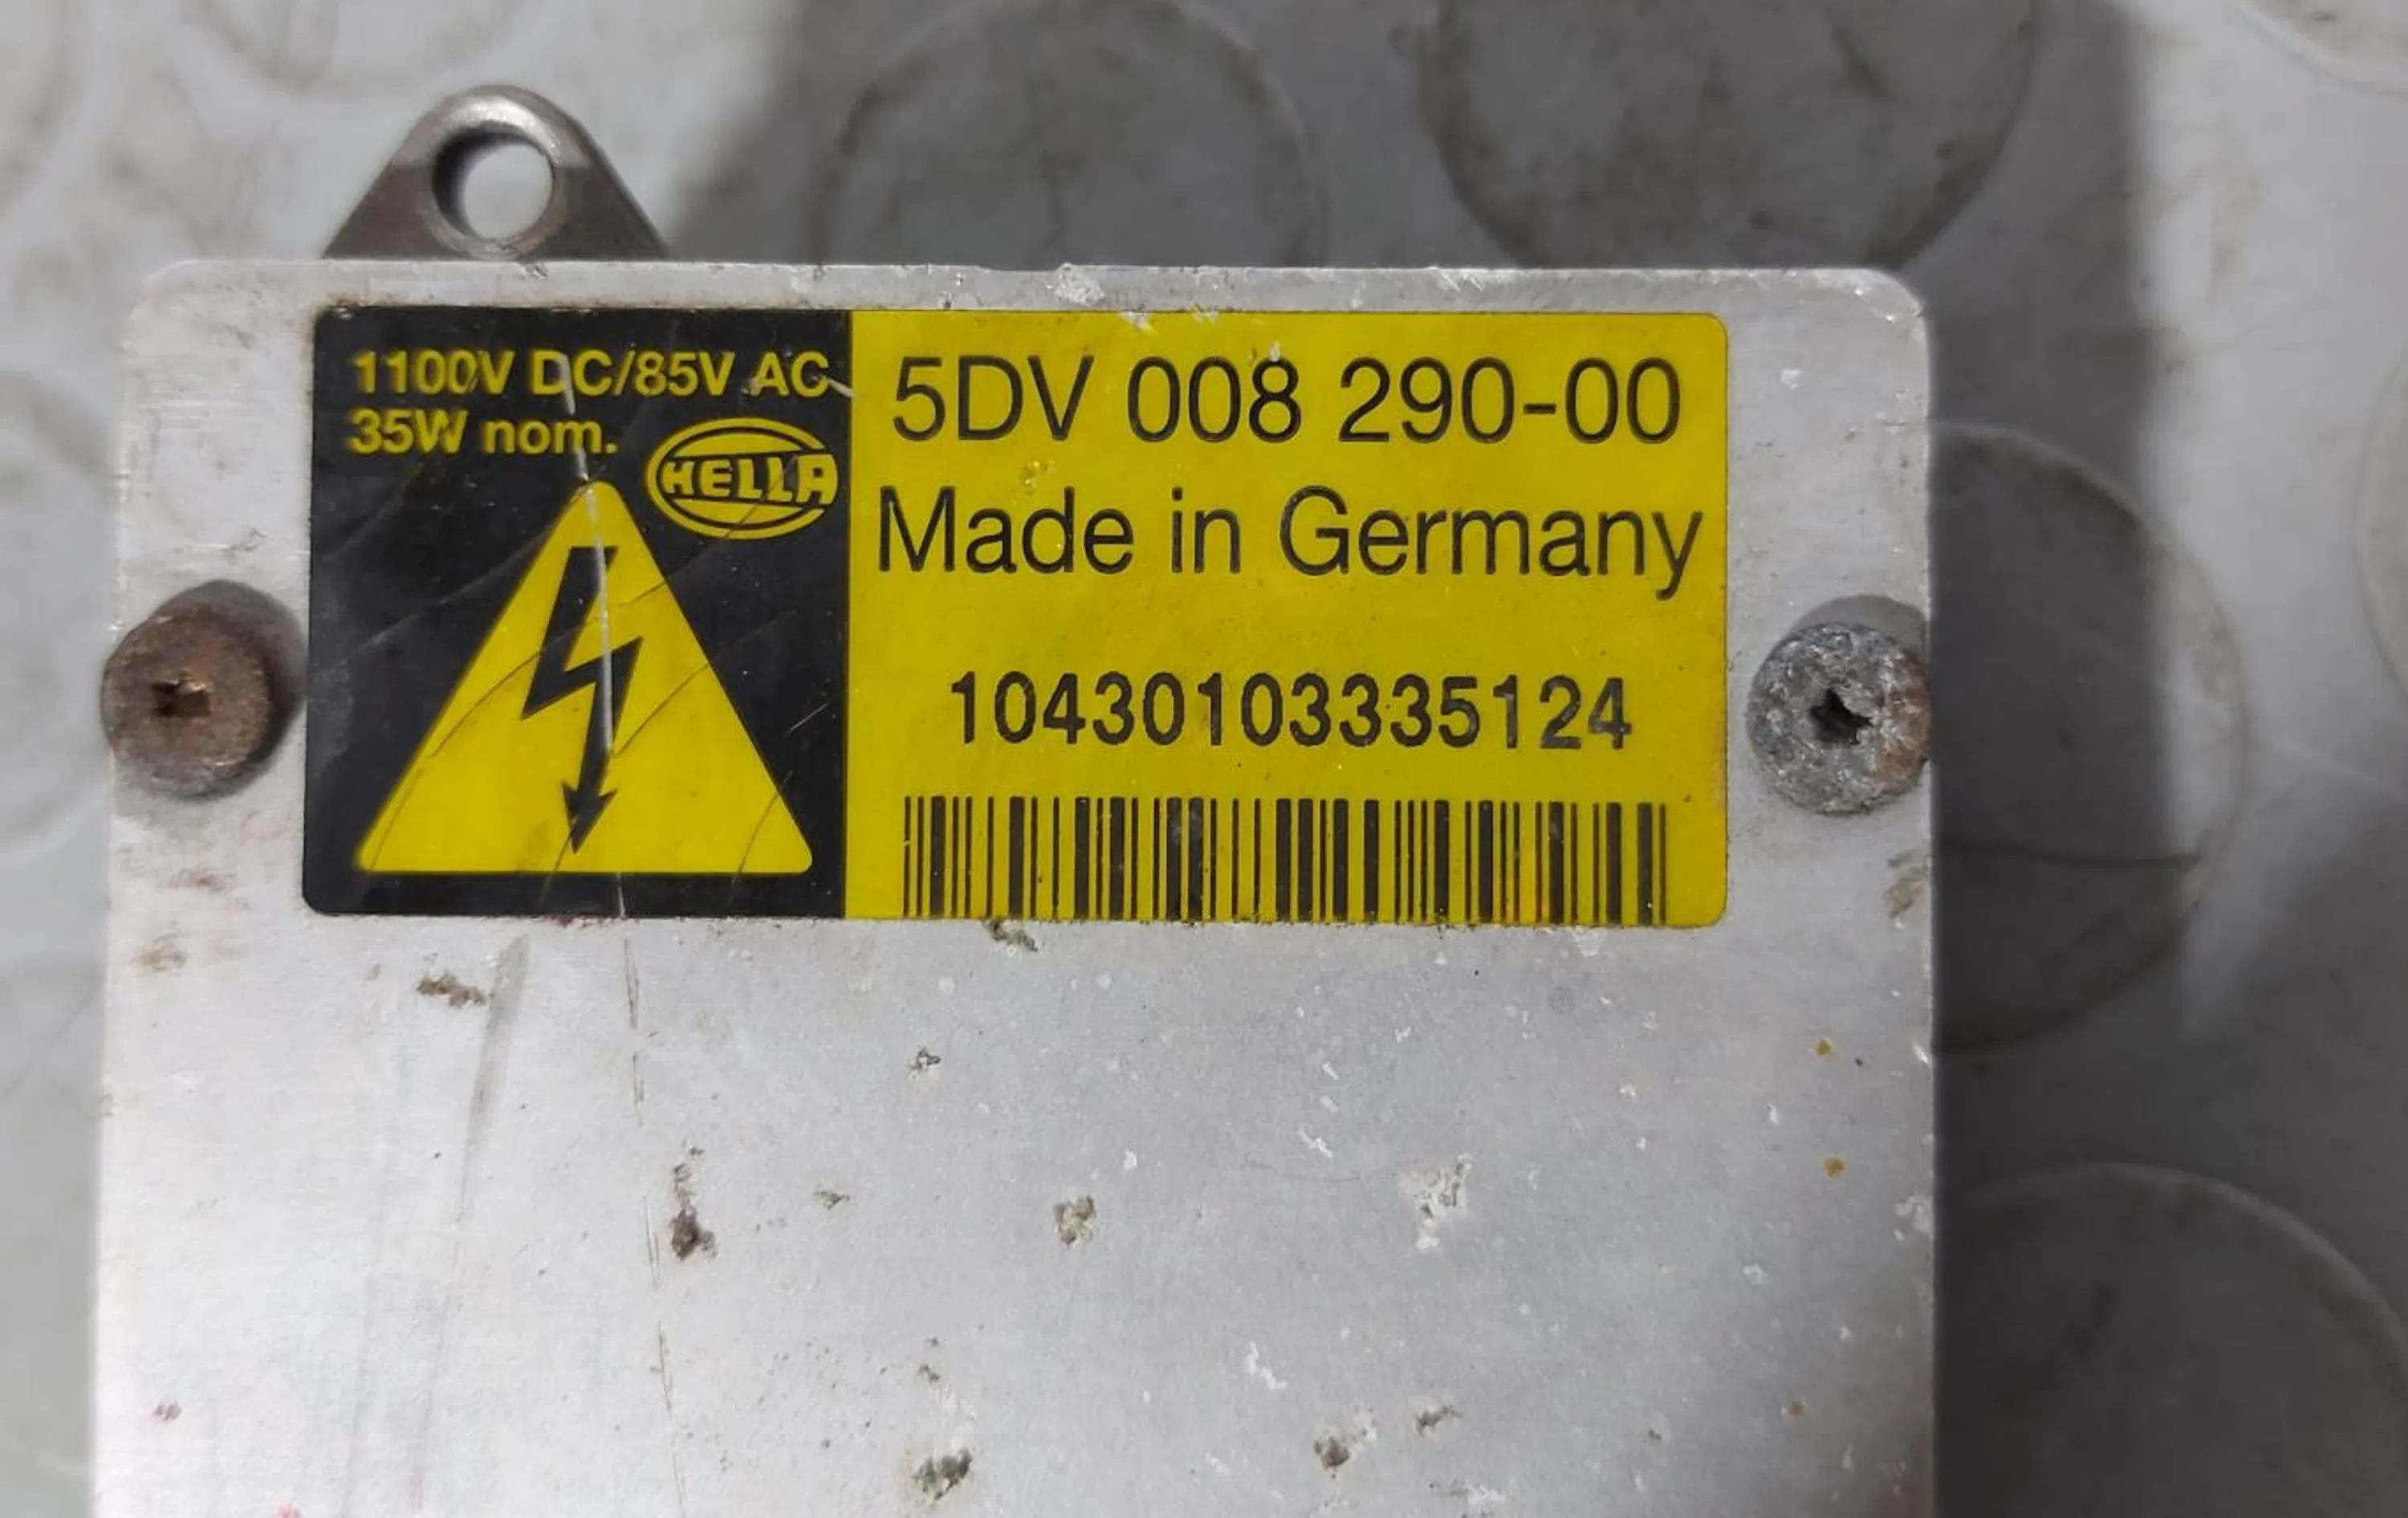 1100V DC/85V AC
35W nom.
HELLA
5DV 008 290-00
Made in Germany
10430103335124